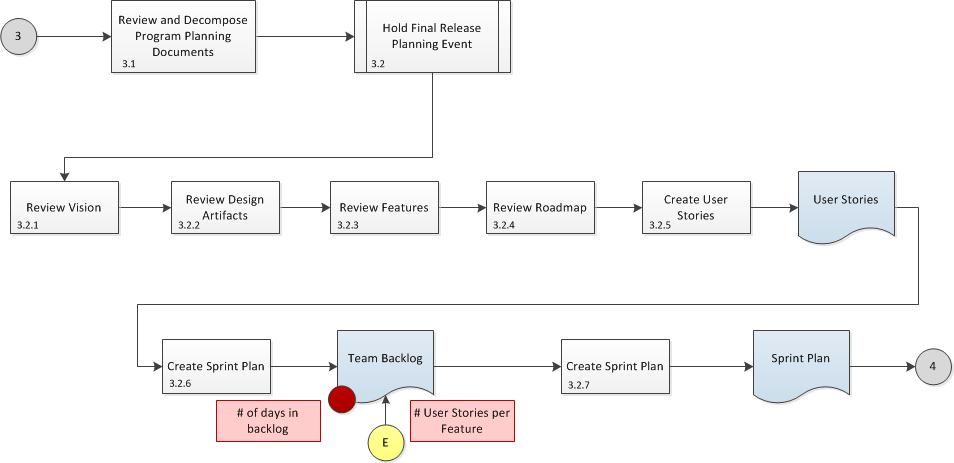 3
Review and Decompose
Program Planning
Documents
3.1
Hold Final Release
Planning Event
3.2
Review Vision
3.2.1
Review Design
Artifacts
3.2.2
Review Features
3.2.3
Review Roadmap
3.2.4
Create User
Stories
3.2.5
User Stories
Create Sprint Plan
3.2.6
Team Backlog
Create Sprint Plan
3.2.7
Sprint Plan
4
# of days in
backlog
E
# User Stories per
Feature